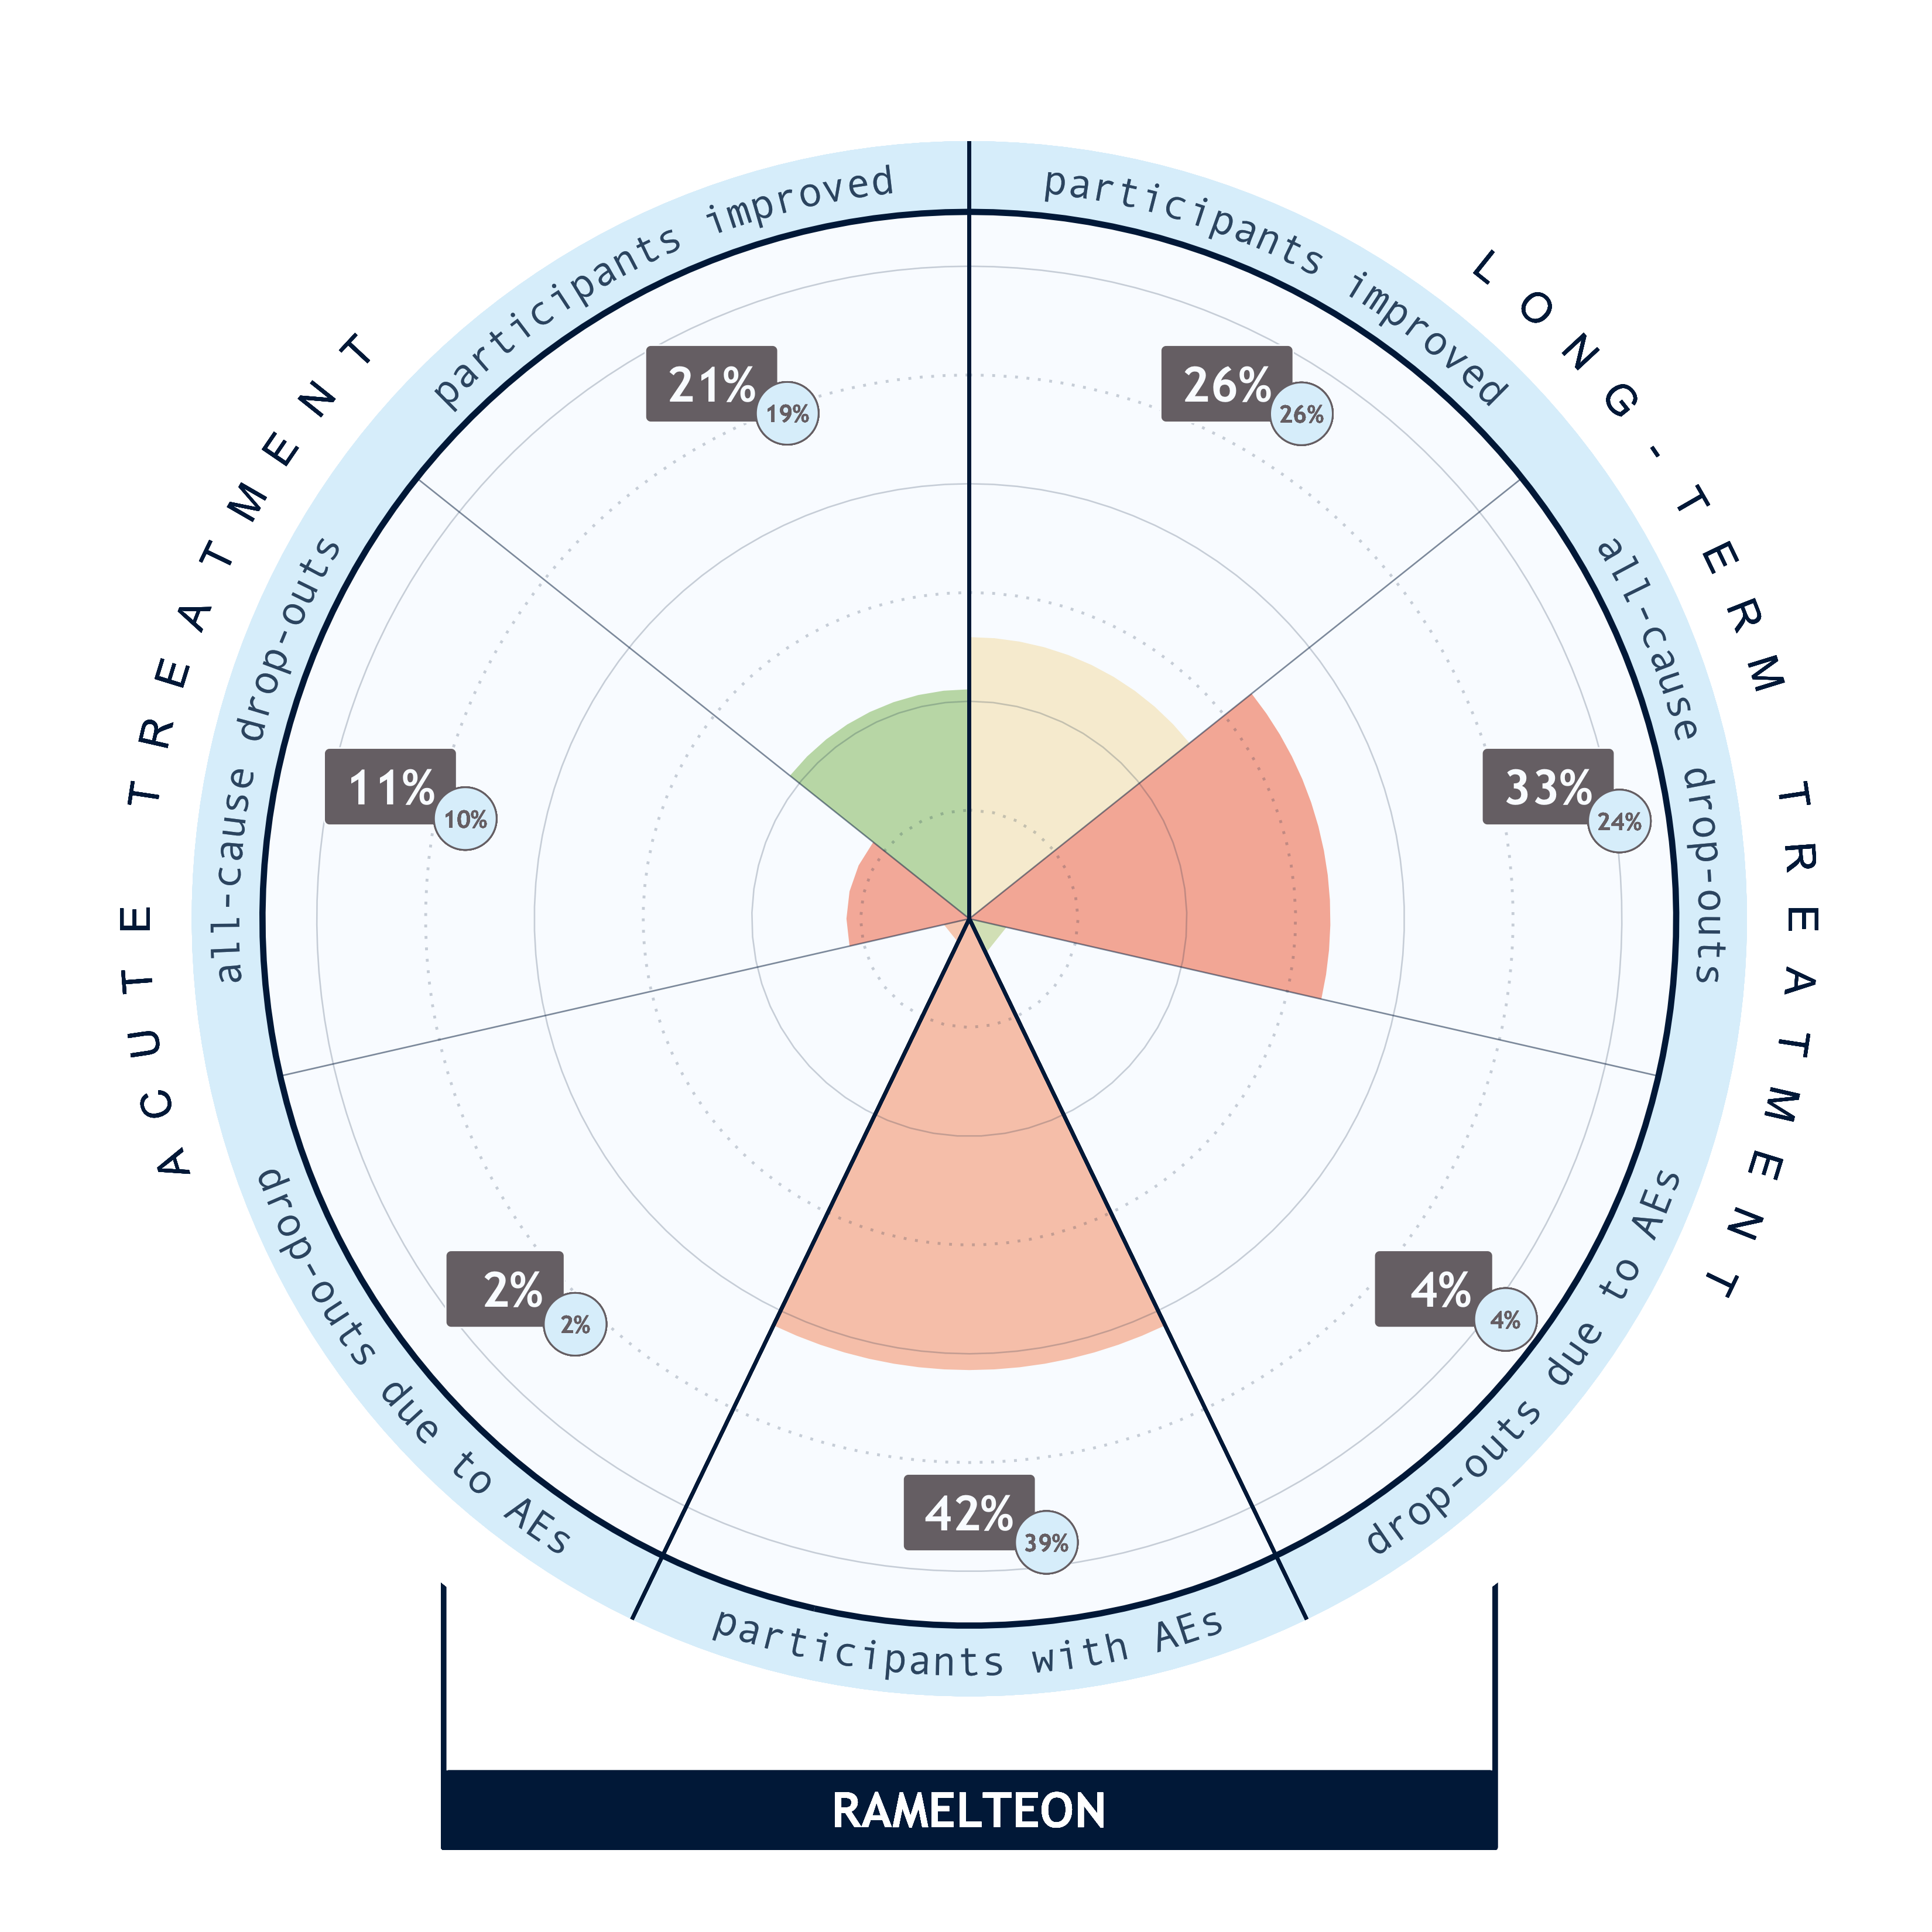 ACUTE TREATMENT
LONG-TERM TREATMENT
participants improved
21%
19%
participants improved
26%
26%
all-cause drop-outs
11%
10%
all-cause drop-outs
33%
24%
drop-outs due to AEs
2%
2%
drop-outs due to AEs
4%
4%
42%
39%
participants with AEs
RAMELTEON